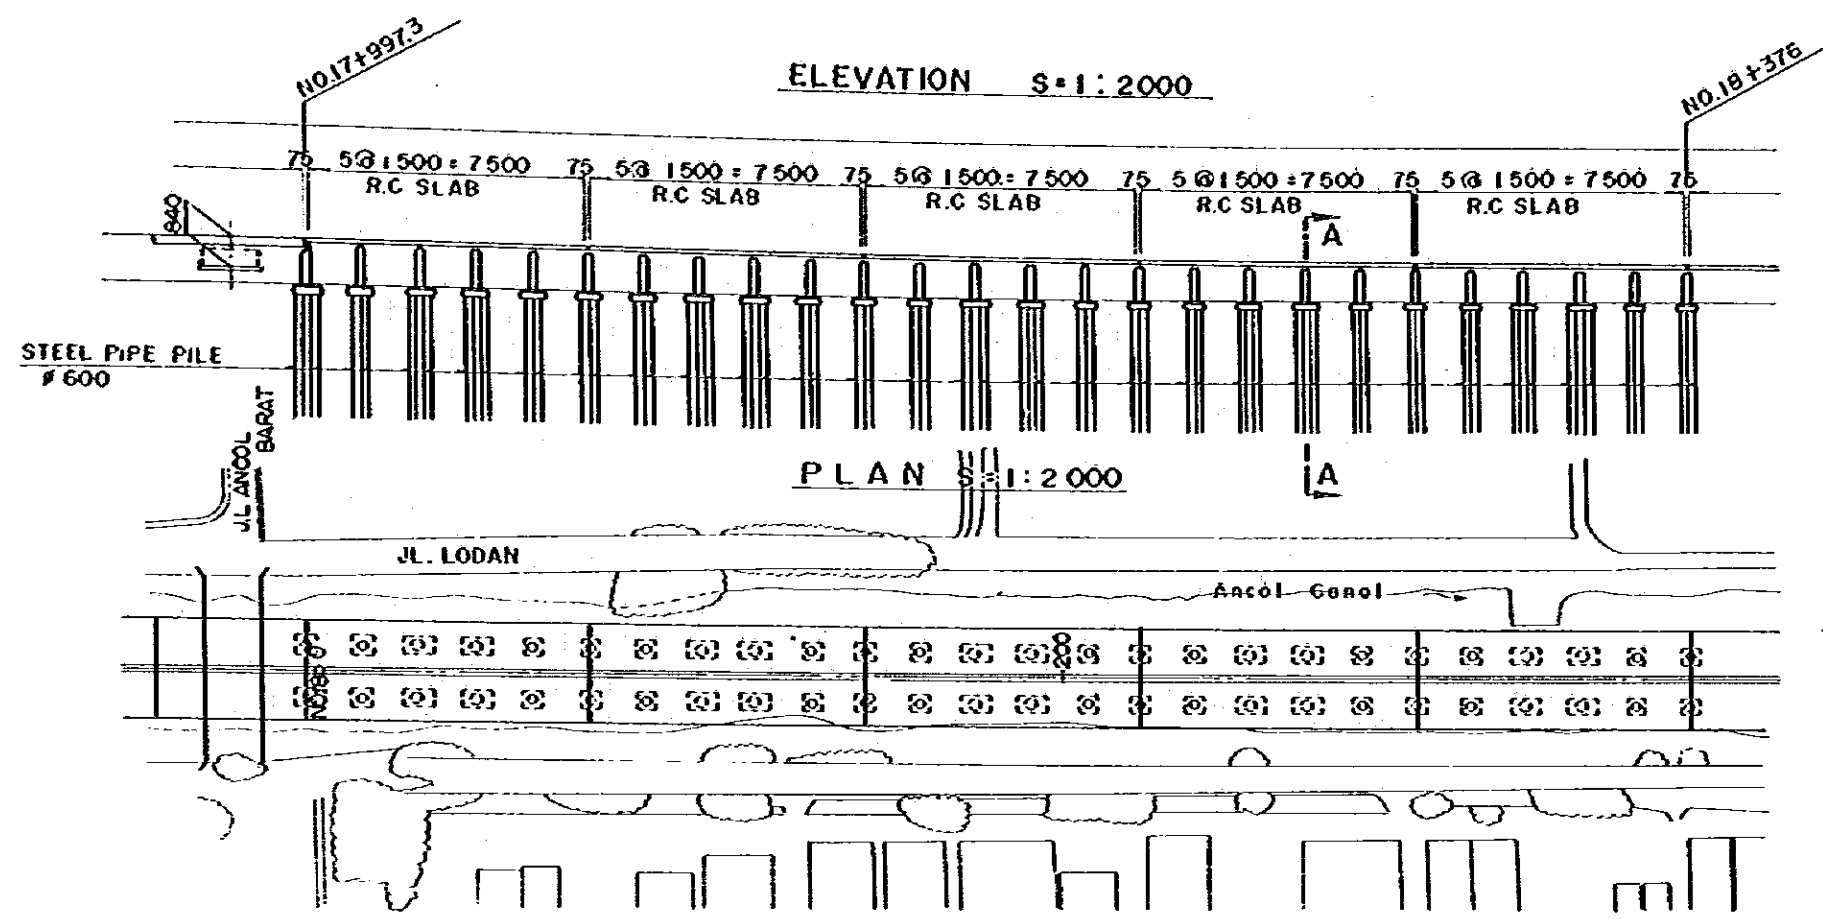 NO.17+997.3
ELEVATION S=1:2000
NO.18+376
75 5@1500=7500 75 5@1500=7500 75 5@1500=7500 75 5@1500=7500 75 5@1500=7500 75
R.C SLAB R.C SLAB R.C SLAB R.C SLAB R.C SLAB
840
A
STEEL PIPE PILE
ø600
J.L ANCOL
BARAT
PLAN S=1:2000
A
JL. LODAN
Ancol Canal